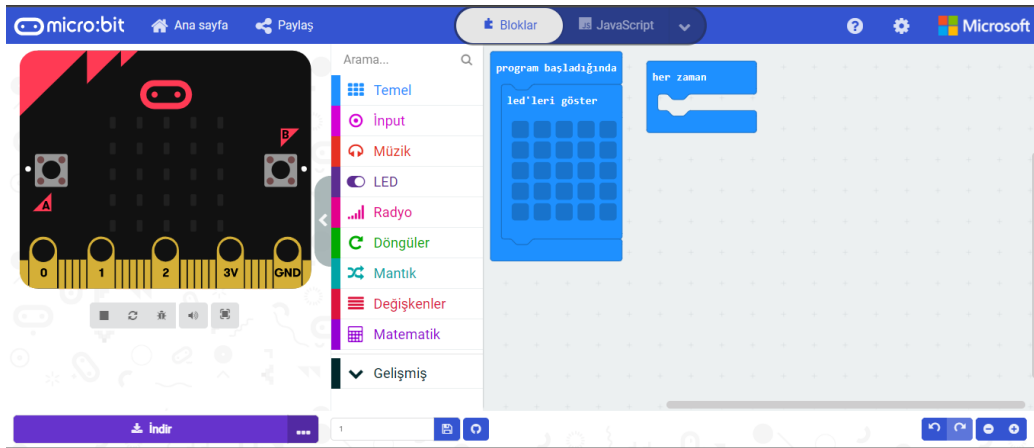 micro:bit
Ana sayfa
Paylaş
Bloklar
JavaScript
Microsoft
Arama...
Temel
İnput
Müzik
LED
Radyo
Döngüler
Mantık
Değişkenler
Matematik
Gelişmiş
program başladığında
led'leri göster
her zaman
A
B
0
1
2
3V
GND
İndir
1